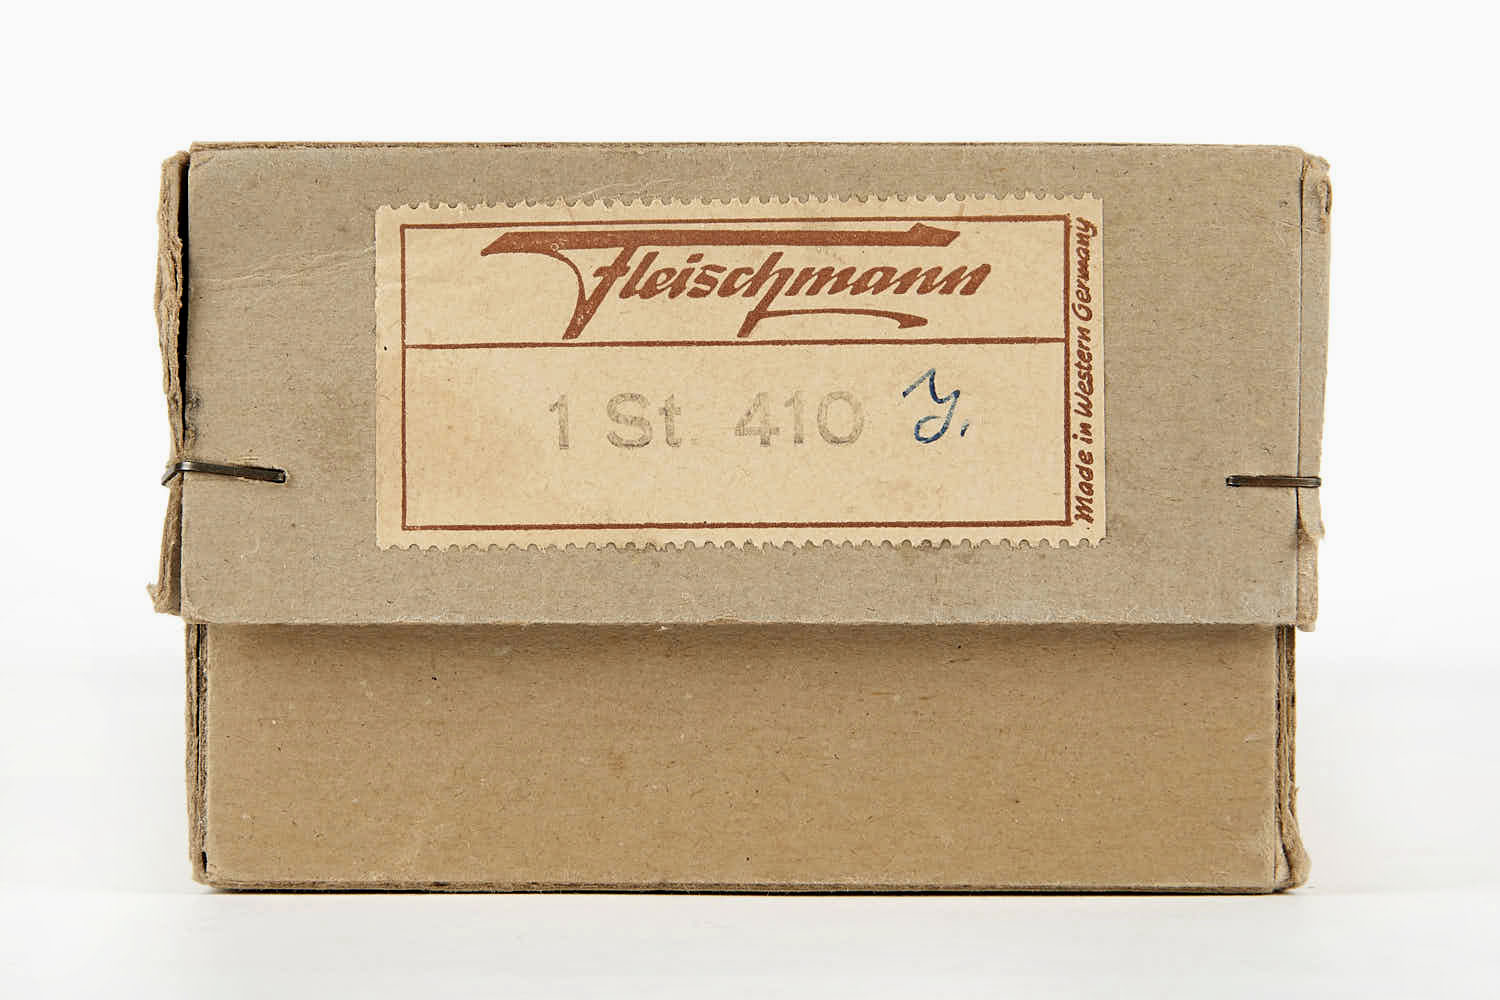 Fleischmann
1 St. 410
Made in Western Germany